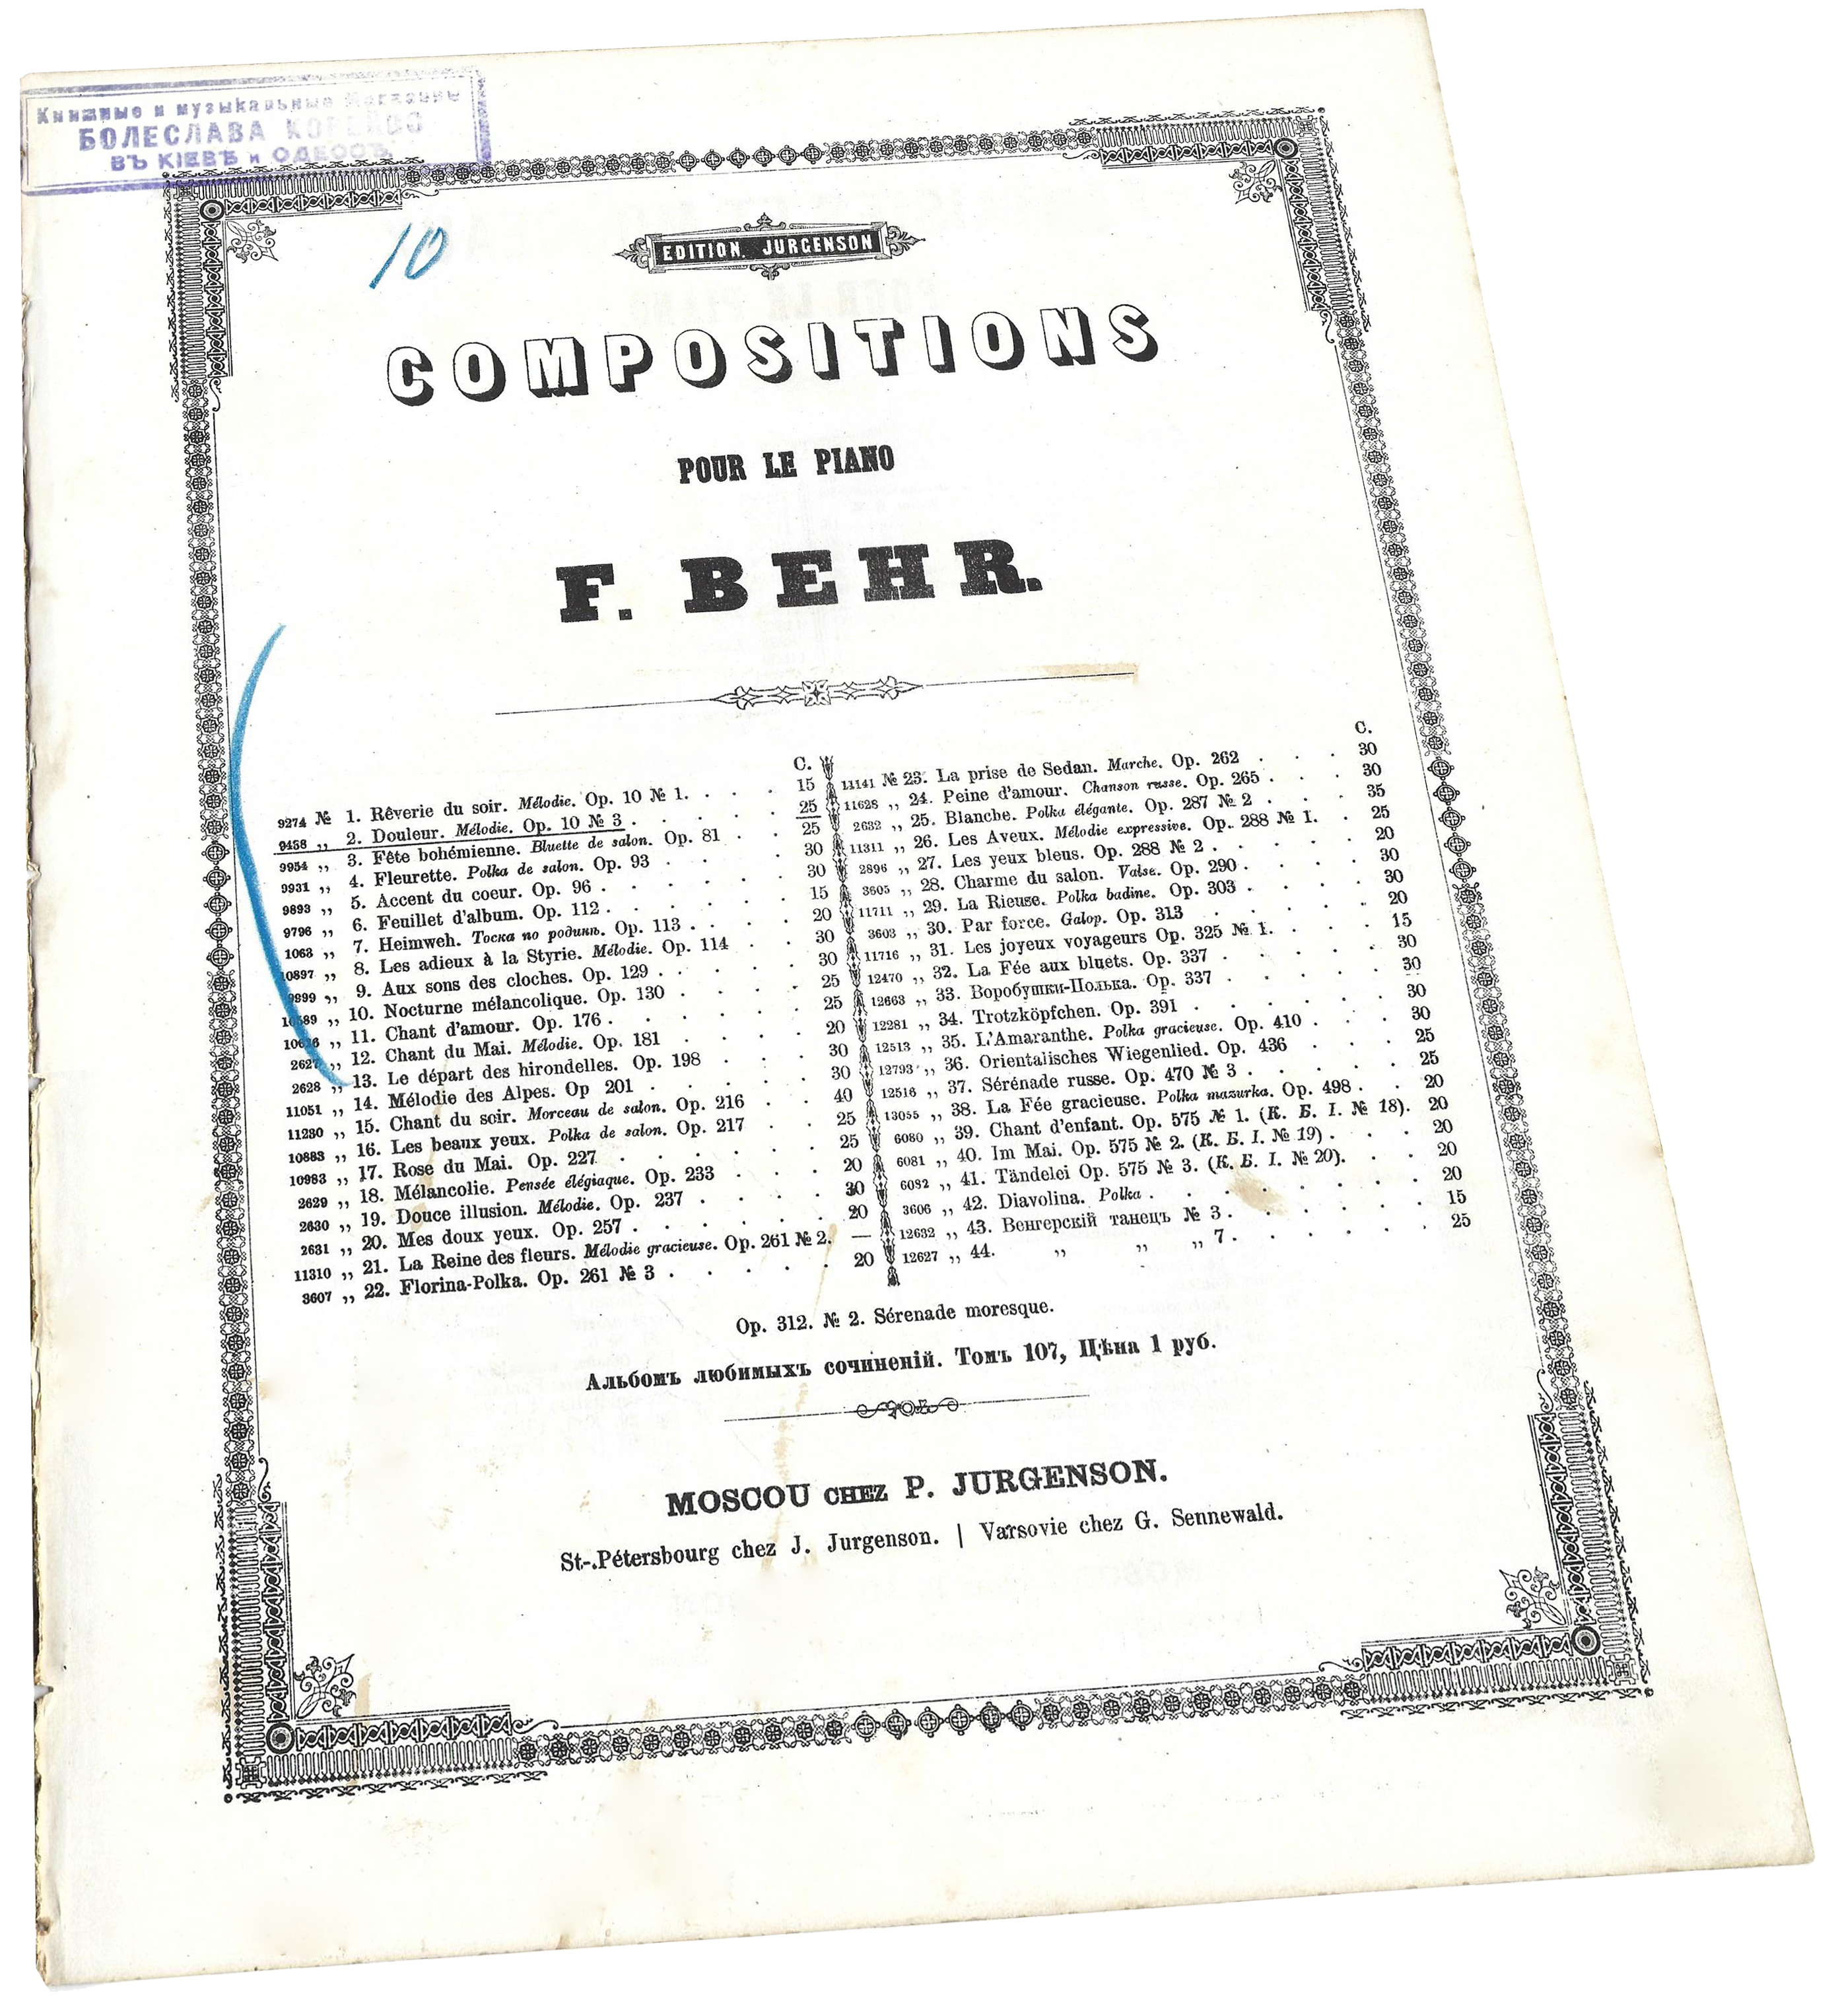 Книжные и музыкальные Магазины
БОЛЕСЛАВА КОРЕЙВО
ВЪ КІЕВѢ и ОДЕССѢ
10
EDITION JURGENSON
COMPOSITIONS
POUR LE PIANO
F. BEHR.
C.
9274 № 1. Rêverie du soir. Mélodie. Op. 10 № 1. . . . 15
9438 „ 2. Douleur. Mélodie. Op. 10 № 3 . . . . . 25
9954 „ 3. Fête bohémienne. Bluette de salon. Op. 81 . . 25
9931 „ 4. Fleurette. Polka de salon. Op. 93 . . . . 30
9893 „ 5. Accent du coeur. Op. 96 . . . . . . 30
9796 „ 6. Feuillet d'album. Op. 112 . . . . . . 15
1063 „ 7. Heimweh. Тоска по родинѣ. Op. 113 . . . . 20
10897 „ 8. Les adieux à la Styrie. Mélodie. Op. 114 . . 30
9999 „ 9. Aux sons des cloches. Op. 129 . . . . . 30
„ 10. Nocturne mélancolique. Op. 130 . . . . 25
„ 11. Chant d'amour. Op. 176 . . . . . . 25
2627 „ 12. Chant du Mai. Mélodie. Op. 181 . . . . 20
2628 „ 13. Le départ des hirondelles. Op. 198 . . . 30
11051 „ 14. Mélodie des Alpes. Op 201 . . . . . 30
11230 „ 15. Chant du soir. Morceau de salon. Op. 216 . . 40
10883 „ 16. Les beaux yeux. Polka de salon. Op. 217 . . 25
10983 „ 17. Rose du Mai. Op. 227 . . . . . . 25
2629 „ 18. Mélancolie. Pensée élégiaque. Op. 233 . . . 20
2630 „ 19. Douce illusion. Mélodie. Op. 237 . . . . 30
2631 „ 20. Mes doux yeux. Op. 257 . . . . . . 20
11310 „ 21. La Reine des fleurs. Mélodie gracieuse. Op. 261 № 2. —
3607 „ 22. Florina-Polka. Op. 261 № 3 . . . . . 20
C.
11141 № 23. La prise de Sedan. Marche. Op. 262 . . . 30
11628 „ 24. Peine d'amour. Chanson russe. Op. 265 . . . 30
2632 „ 25. Blanche. Polka élégante. Op. 287 № 2 . . . 35
11311 „ 26. Les Aveux. Mélodie expressive. Op. 288 № 1. . 25
2896 „ 27. Les yeux bleus. Op. 288 № 2 . . . . . 20
3605 „ 28. Charme du salon. Valse. Op. 290 . . . . 30
11711 „ 29. La Rieuse. Polka badine. Op. 303 . . . . 30
3603 „ 30. Par force. Galop. Op. 313 . . . . . 20
11716 „ 31. Les joyeux voyageurs Op. 325 № 1. . . . 15
12470 „ 32. La Fée aux bluets. Op. 337 . . . . . 30
12663 „ 33. Воробушки-Полька. Op. 337 . . . . . 30
12281 „ 34. Trotzköpfchen. Op. 391 . . . . . . 30
12513 „ 35. L'Amaranthe. Polka gracieuse. Op. 410 . . . 30
12793 „ 36. Orientalisches Wiegenlied. Op. 436 . . . 25
12516 „ 37. Sérénade russe. Op. 470 № 3 . . . . . 25
13055 „ 38. La Fée gracieuse. Polka mazurka. Op. 498 . . 20
6080 „ 39. Chant d'enfant. Op. 575 № 1. (К. Б. I. № 18). 20
6081 „ 40. Im Mai. Op. 575 № 2. (К. Б. I. № 19) . . . 20
6082 „ 41. Tändelei Op. 575 № 3. (К. Б. I. № 20). . . 20
3606 „ 42. Diavolina. Polka . . . . . . . . 20
12632 „ 43. Венгерскій танецъ № 3 . . . . . . 15
12627 „ 44. „ „ „ 7 . . . . . . 25
Op. 312. № 2. Sérenade moresque.
Альбомъ любимыхъ сочиненій. Томъ 107, Цѣна 1 руб.
MOSCOU CHEZ P. JURGENSON.
St-.Pétersbourg chez J. Jurgenson. | Varsovie chez G. Sennewald.